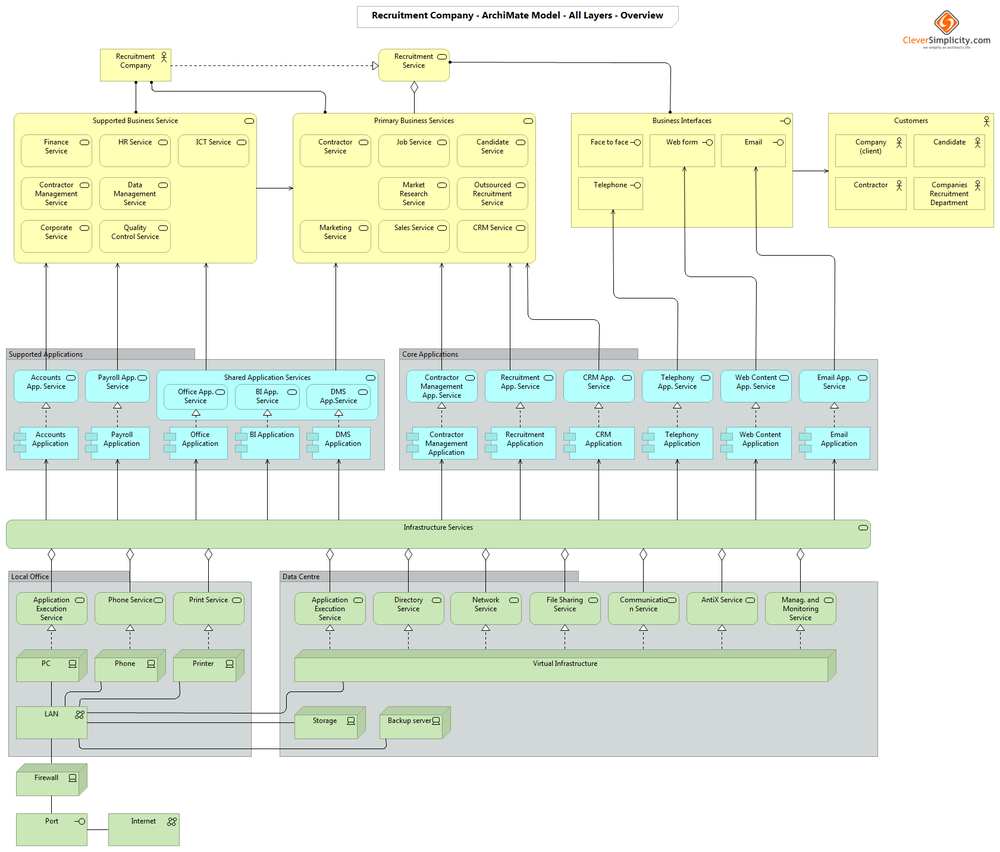 Recruitment Company - ArchiMate Model - All Layers - Overview
CleverSimplicity.com
we simplify an architect's life
Recruitment
Company
Recruitment
Service
Supported Business Service
Finance
Service
HR Service
ICT Service
Contractor
Management
Service
Data
Management
Service
Corporate
Service
Quality
Control Service
Primary Business Services
Contractor
Service
Job Service
Candidate
Service
Market
Research
Service
Outsourced
Recruitment
Service
Marketing
Service
Sales Service
CRM Service
Business Interfaces
Face to face
Web form
Email
Telephone
Customers
Company
(client)
Candidate
Contractor
Companies
Recruitment
Department
Supported Applications
Accounts
App. Service
Payroll App.
Service
Shared Application Services
Office App.
Service
BI App.
Service
DMS
App.Service
Accounts
Application
Payroll
Application
Office
Application
BI Application
DMS
Application
Core Applications
Contractor
Management
App. Service
Recruitment
App. Service
CRM App.
Service
Telephony
App. Service
Web Content
App. Service
Email App.
Service
Contractor
Management
Application
Recruitment
Application
CRM
Application
Telephony
Application
Web Content
Application
Email
Application
Infrastructure Services
Local Office
Application
Execution
Service
Phone Service
Print Service
PC
Phone
Printer
LAN
Data Centre
Application
Execution
Service
Directory
Service
Network
Service
File Sharing
Service
Communicatio
n Service
AntiX Service
Manag. and
Monitoring
Service
Virtual Infrastructure
Storage
Backup server
Firewall
Port
Internet